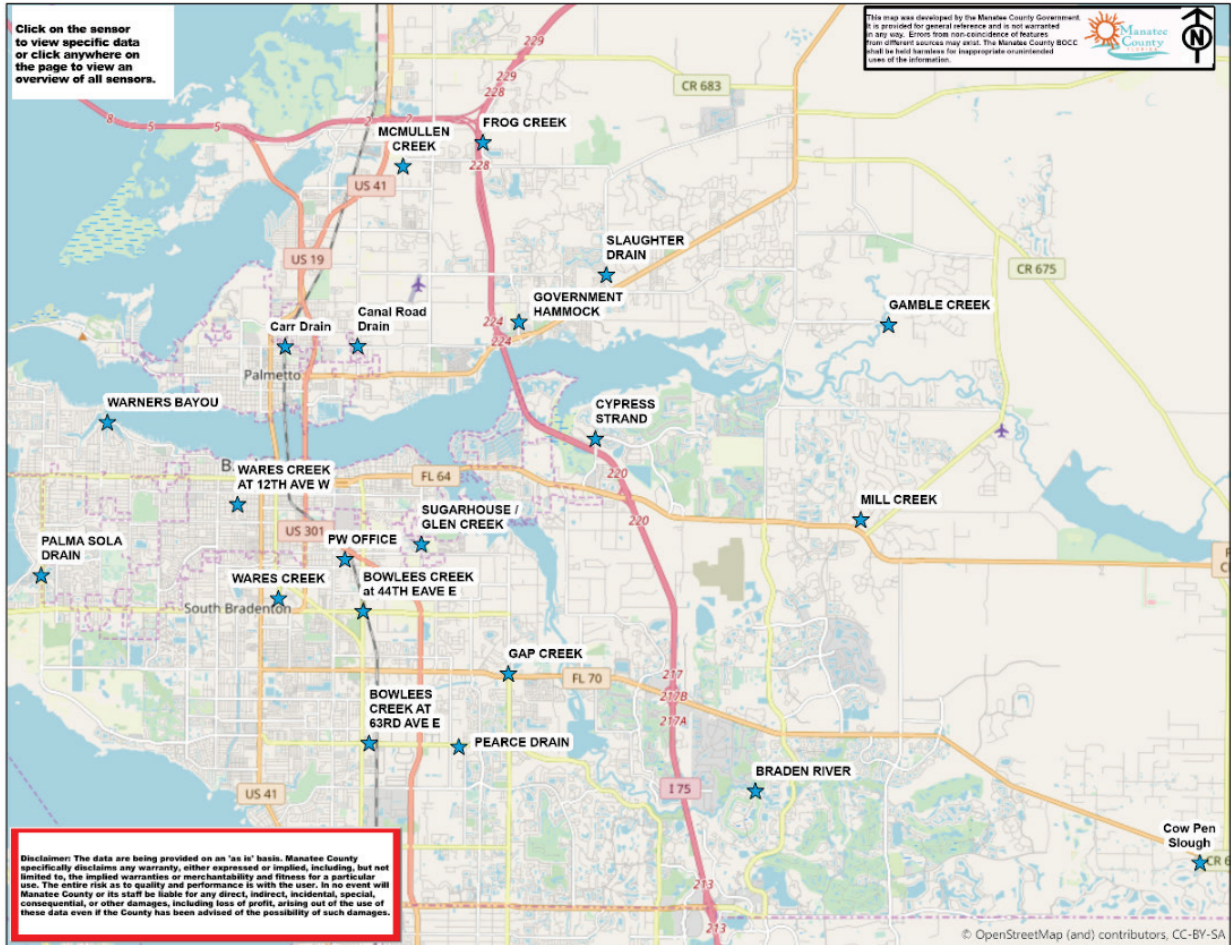 Click on the sensor
to view specific data
or click anywhere on
the page to view an
overview of all sensors.
This map was developed by the Manatee County Government.
It is provided for general reference and is not warranted
in any way. Errors from non-coincidence of features
from different sources may exist. The Manatee County BOCC
shall be held harmless for inappropriate orunintended
uses of the information.
Manatee
County
FLORIDA
N
229
229
228
CR 683
8
5
5
2
2
MCMULLEN
CREEK
FROG CREEK
228
US 41
US 19
SLAUGHTER
DRAIN
CR 675
GOVERNMENT
HAMMOCK
GAMBLE CREEK
224
224
Carr Drain
Canal Road
Drain
Palmetto
WARNERS BAYOU
CYPRESS
STRAND
B
FL 64
220
220
WARES CREEK
AT 12TH AVE W
MILL CREEK
SUGARHOUSE /
GLEN CREEK
US 301
PW OFFICE
PALMA SOLA
DRAIN
WARES CREEK
BOWLEES CREEK
at 44TH EAVE E
South Bradenton
GAP CREEK
FL 70
217
217B
217A
BOWLEES
CREEK AT
63RD AVE E
PEARCE DRAIN
US 41
I 75
BRADEN RIVER
Cow Pen
Slough
CR 6
213
213
Disclaimer: The data are being provided on an 'as is' basis. Manatee County
specifically disclaims any warranty, either expressed or implied, including, but not
limited to, the implied warranties or merchantability and fitness for a particular
use. The entire risk as to quality and performance is with the user. In no event will
Manatee County or its staff be liable for any direct, indirect, incidental, special,
consequential, or other damages, including loss of profit, arising out of the use of
these data even if the County has been advised of the possibility of such damages.
© OpenStreetMap (and) contributors, CC-BY-SA